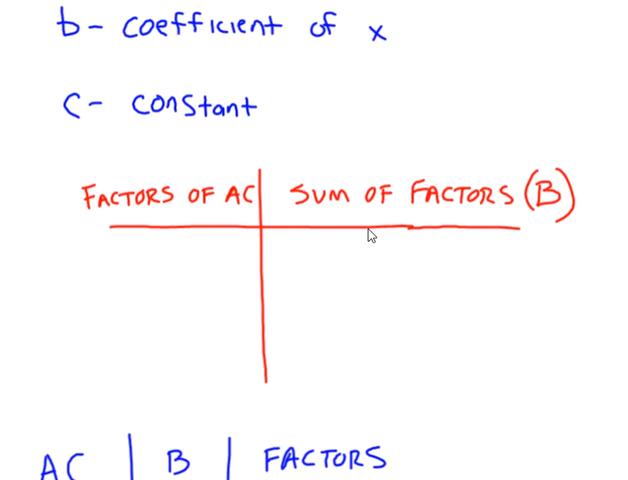 b - coefficient of x
c - constant
FACTORS OF AC | SUM OF FACTORS (B)
AC | B | FACTORS